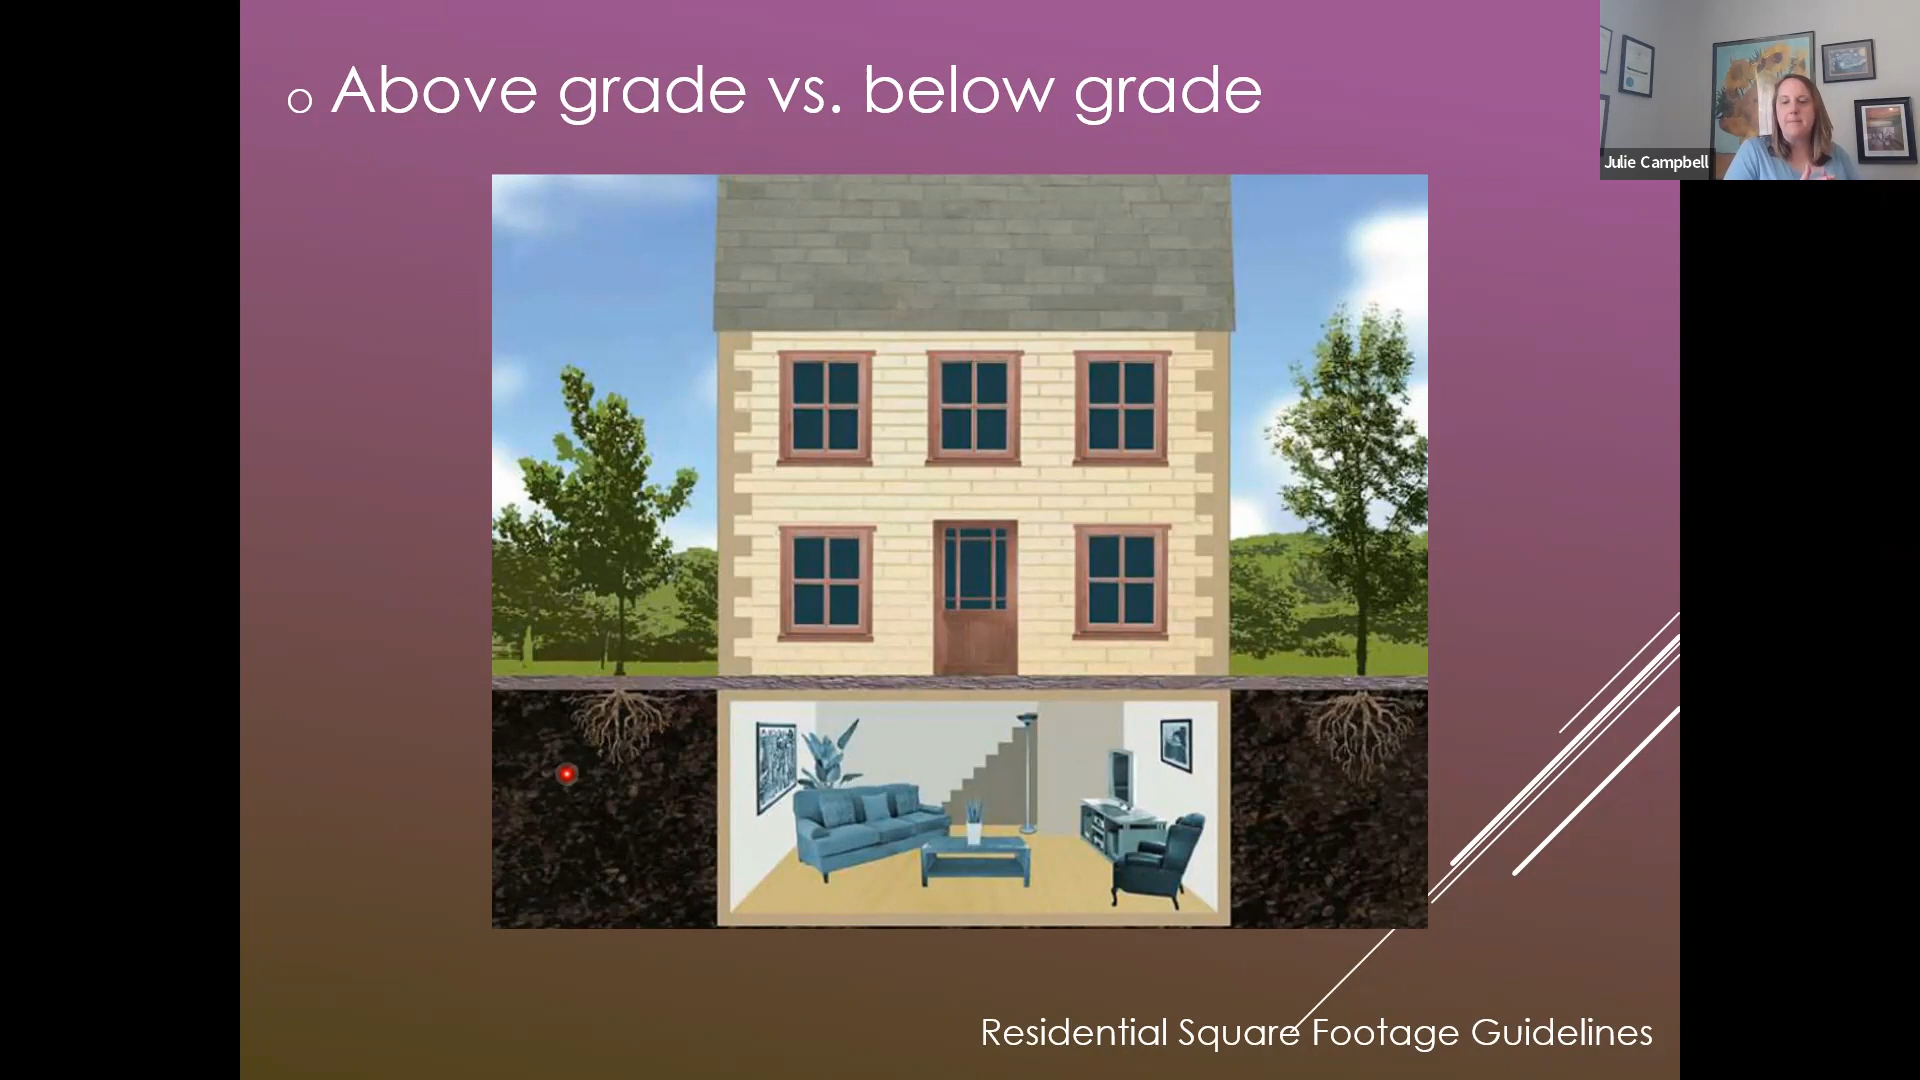 Above grade vs. below grade
Julie Campbell
Residential Square Footage Guidelines